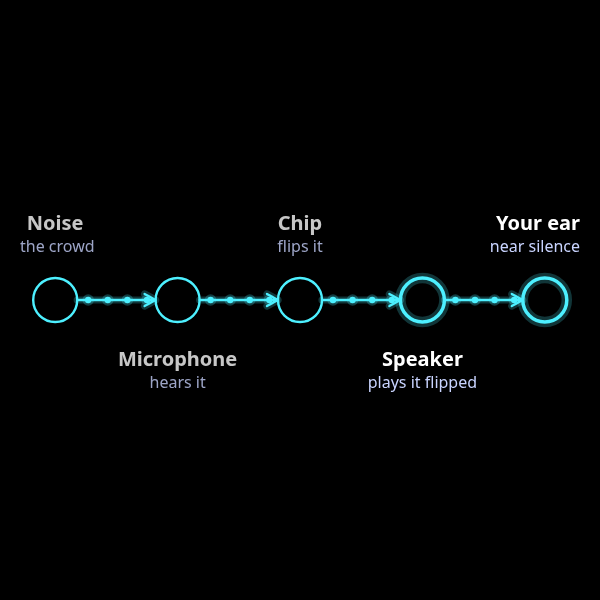 Noise
the crowd
Microphone
hears it
Chip
flips it
Speaker
plays it flipped
Your ear
near silence